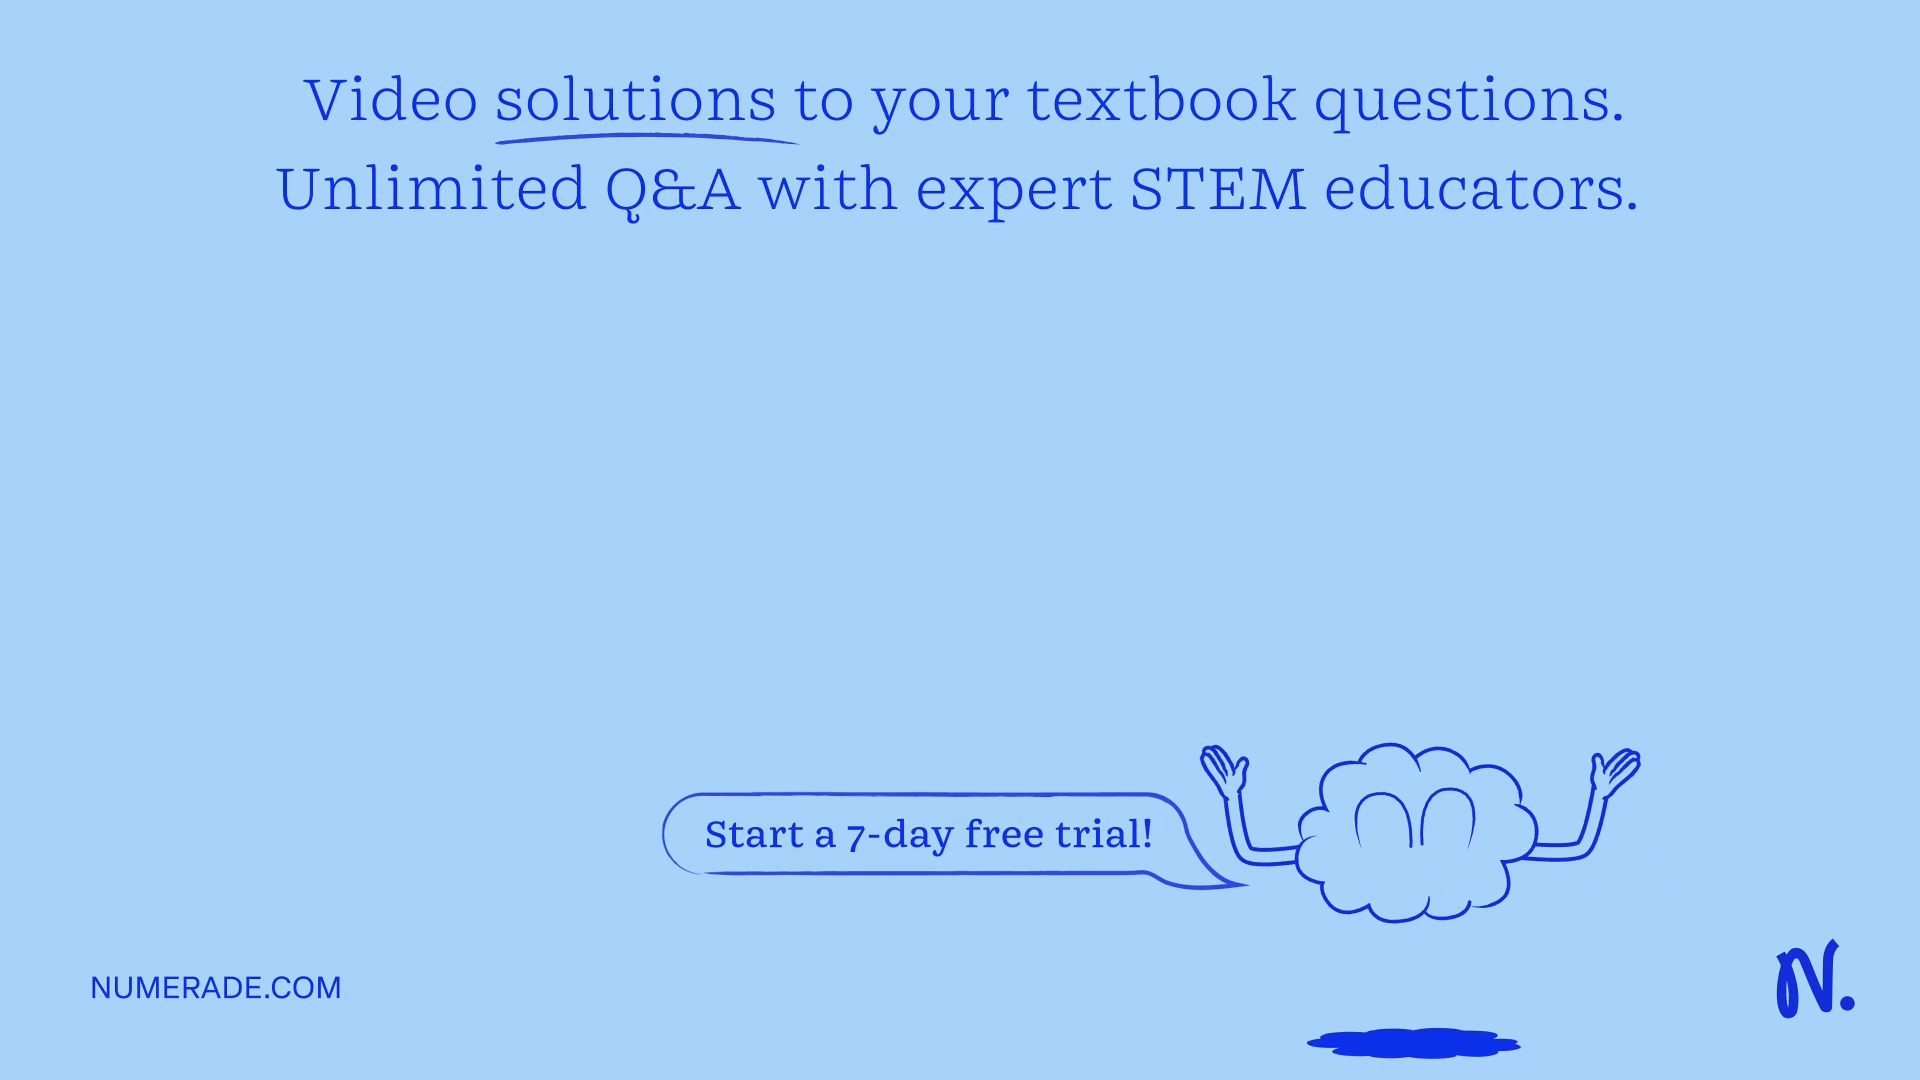 Video solutions to your textbook questions.
Unlimited Q&A with expert STEM educators.
Start a 7-day free trial!
NUMERADE.COM
N.